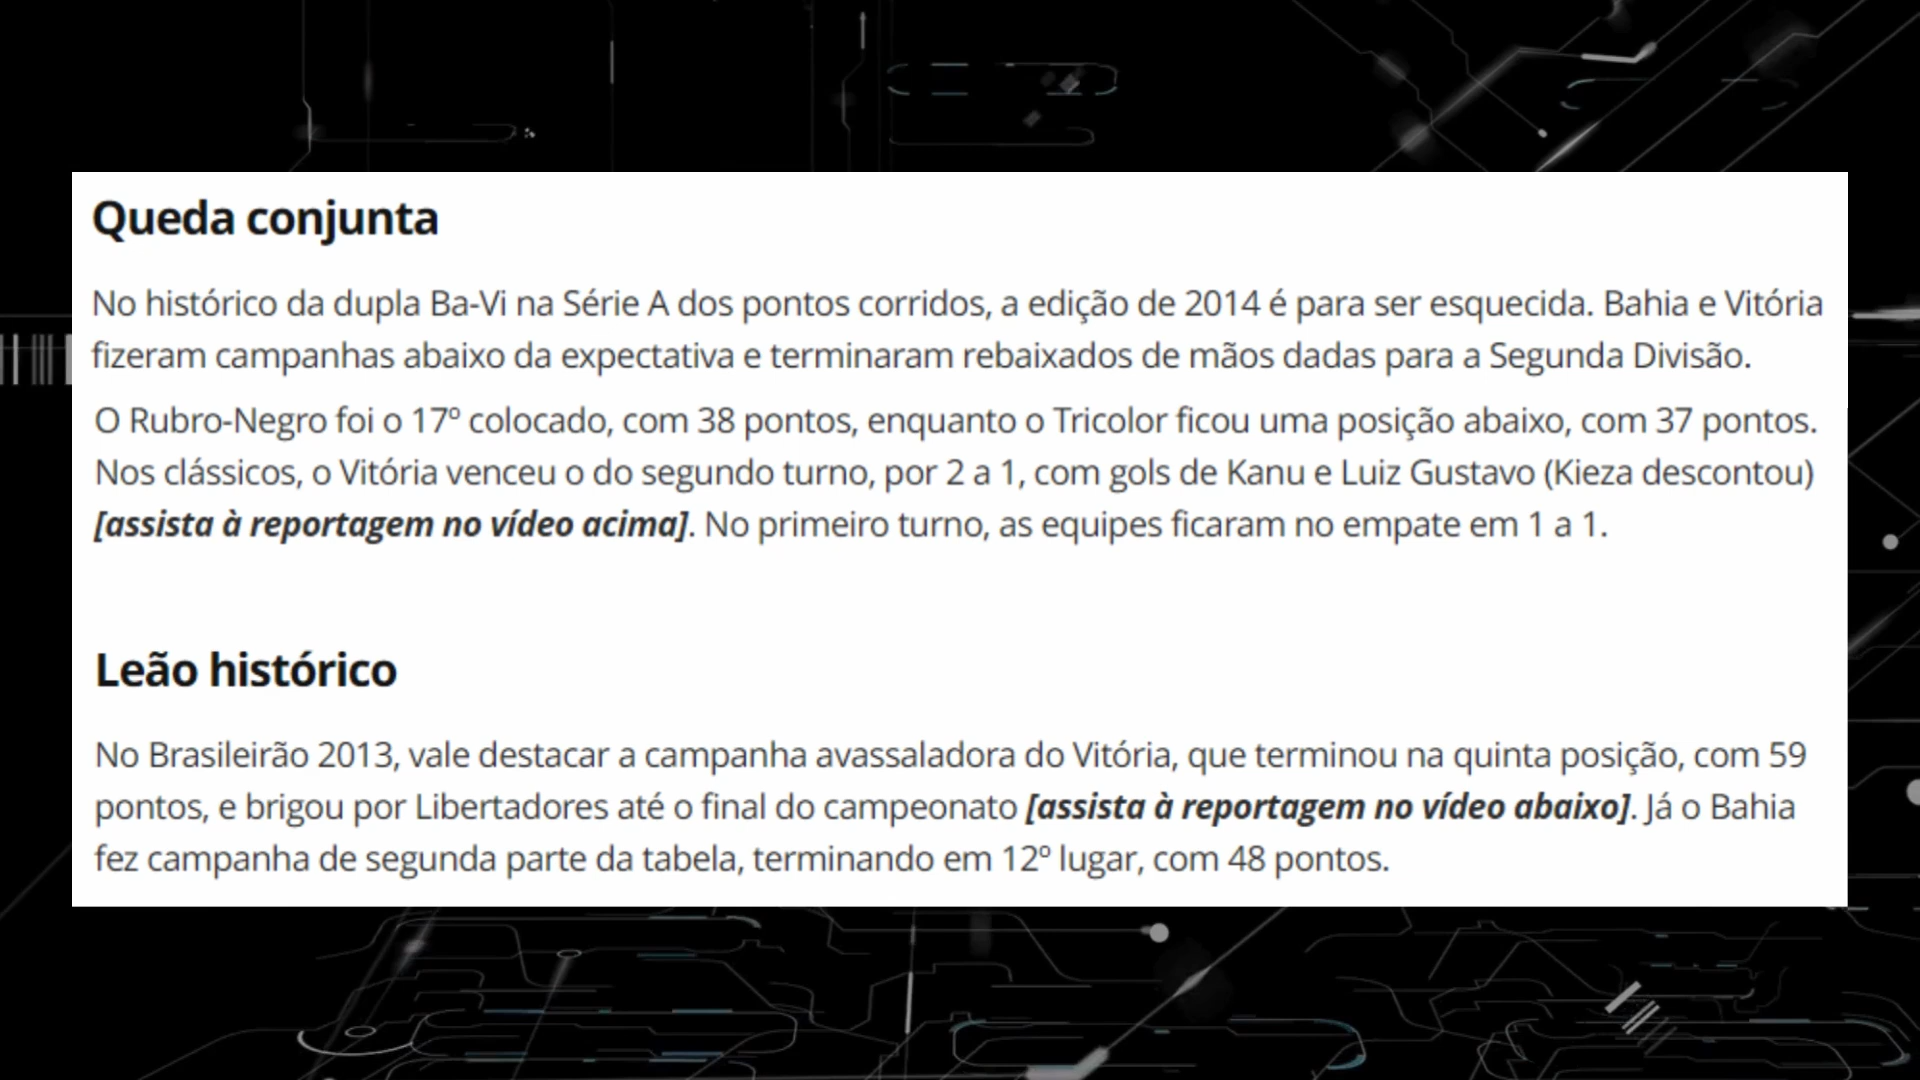 Queda conjunta
No histórico da dupla Ba-Vi na Série A dos pontos corridos, a edição de 2014 é para ser esquecida. Bahia e Vitória
fizeram campanhas abaixo da expectativa e terminaram rebaixados de mãos dadas para a Segunda Divisão.
O Rubro-Negro foi o 17º colocado, com 38 pontos, enquanto o Tricolor ficou uma posição abaixo, com 37 pontos.
Nos clássicos, o Vitória venceu o do segundo turno, por 2 a 1, com gols de Kanu e Luiz Gustavo (Kieza descontou)
[assista à reportagem no vídeo acima]. No primeiro turno, as equipes ficaram no empate em 1 a 1.
Leão histórico
No Brasileirão 2013, vale destacar a campanha avassaladora do Vitória, que terminou na quinta posição, com 59
pontos, e brigou por Libertadores até o final do campeonato [assista à reportagem no vídeo abaixo]. Já o Bahia
fez campanha de segunda parte da tabela, terminando em 12º lugar, com 48 pontos.